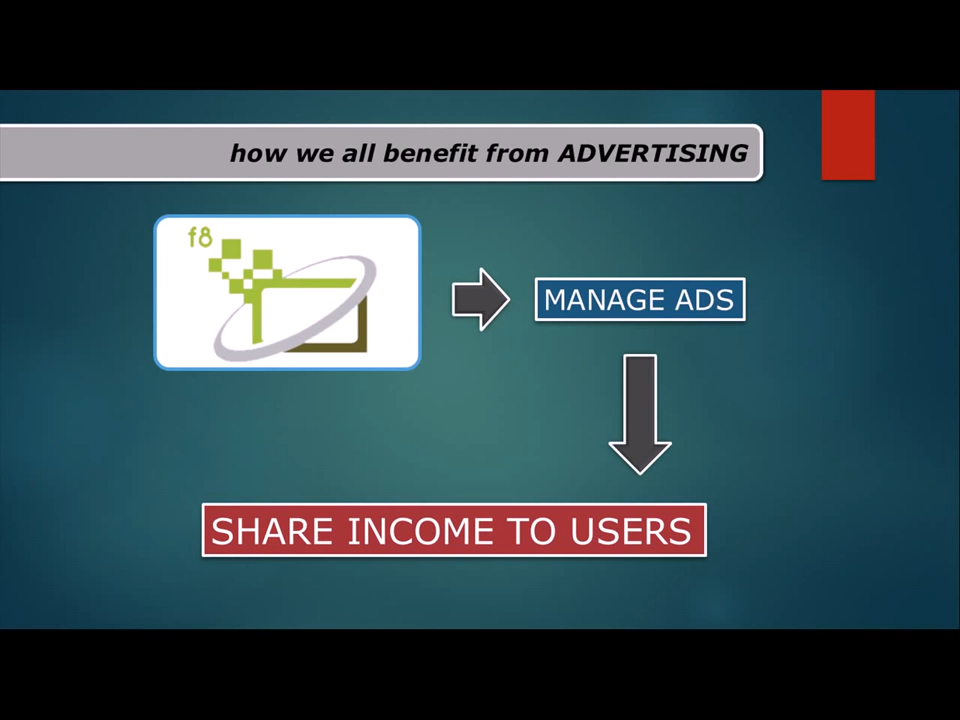 how we all benefit from ADVERTISING
f8
MANAGE ADS
SHARE INCOME TO USERS